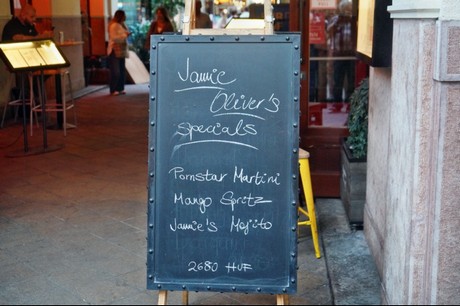 Jamie
Oliver's
specials
Pornstar Martini
Mango Spritz
Jamie's Mojito
2680 HUF